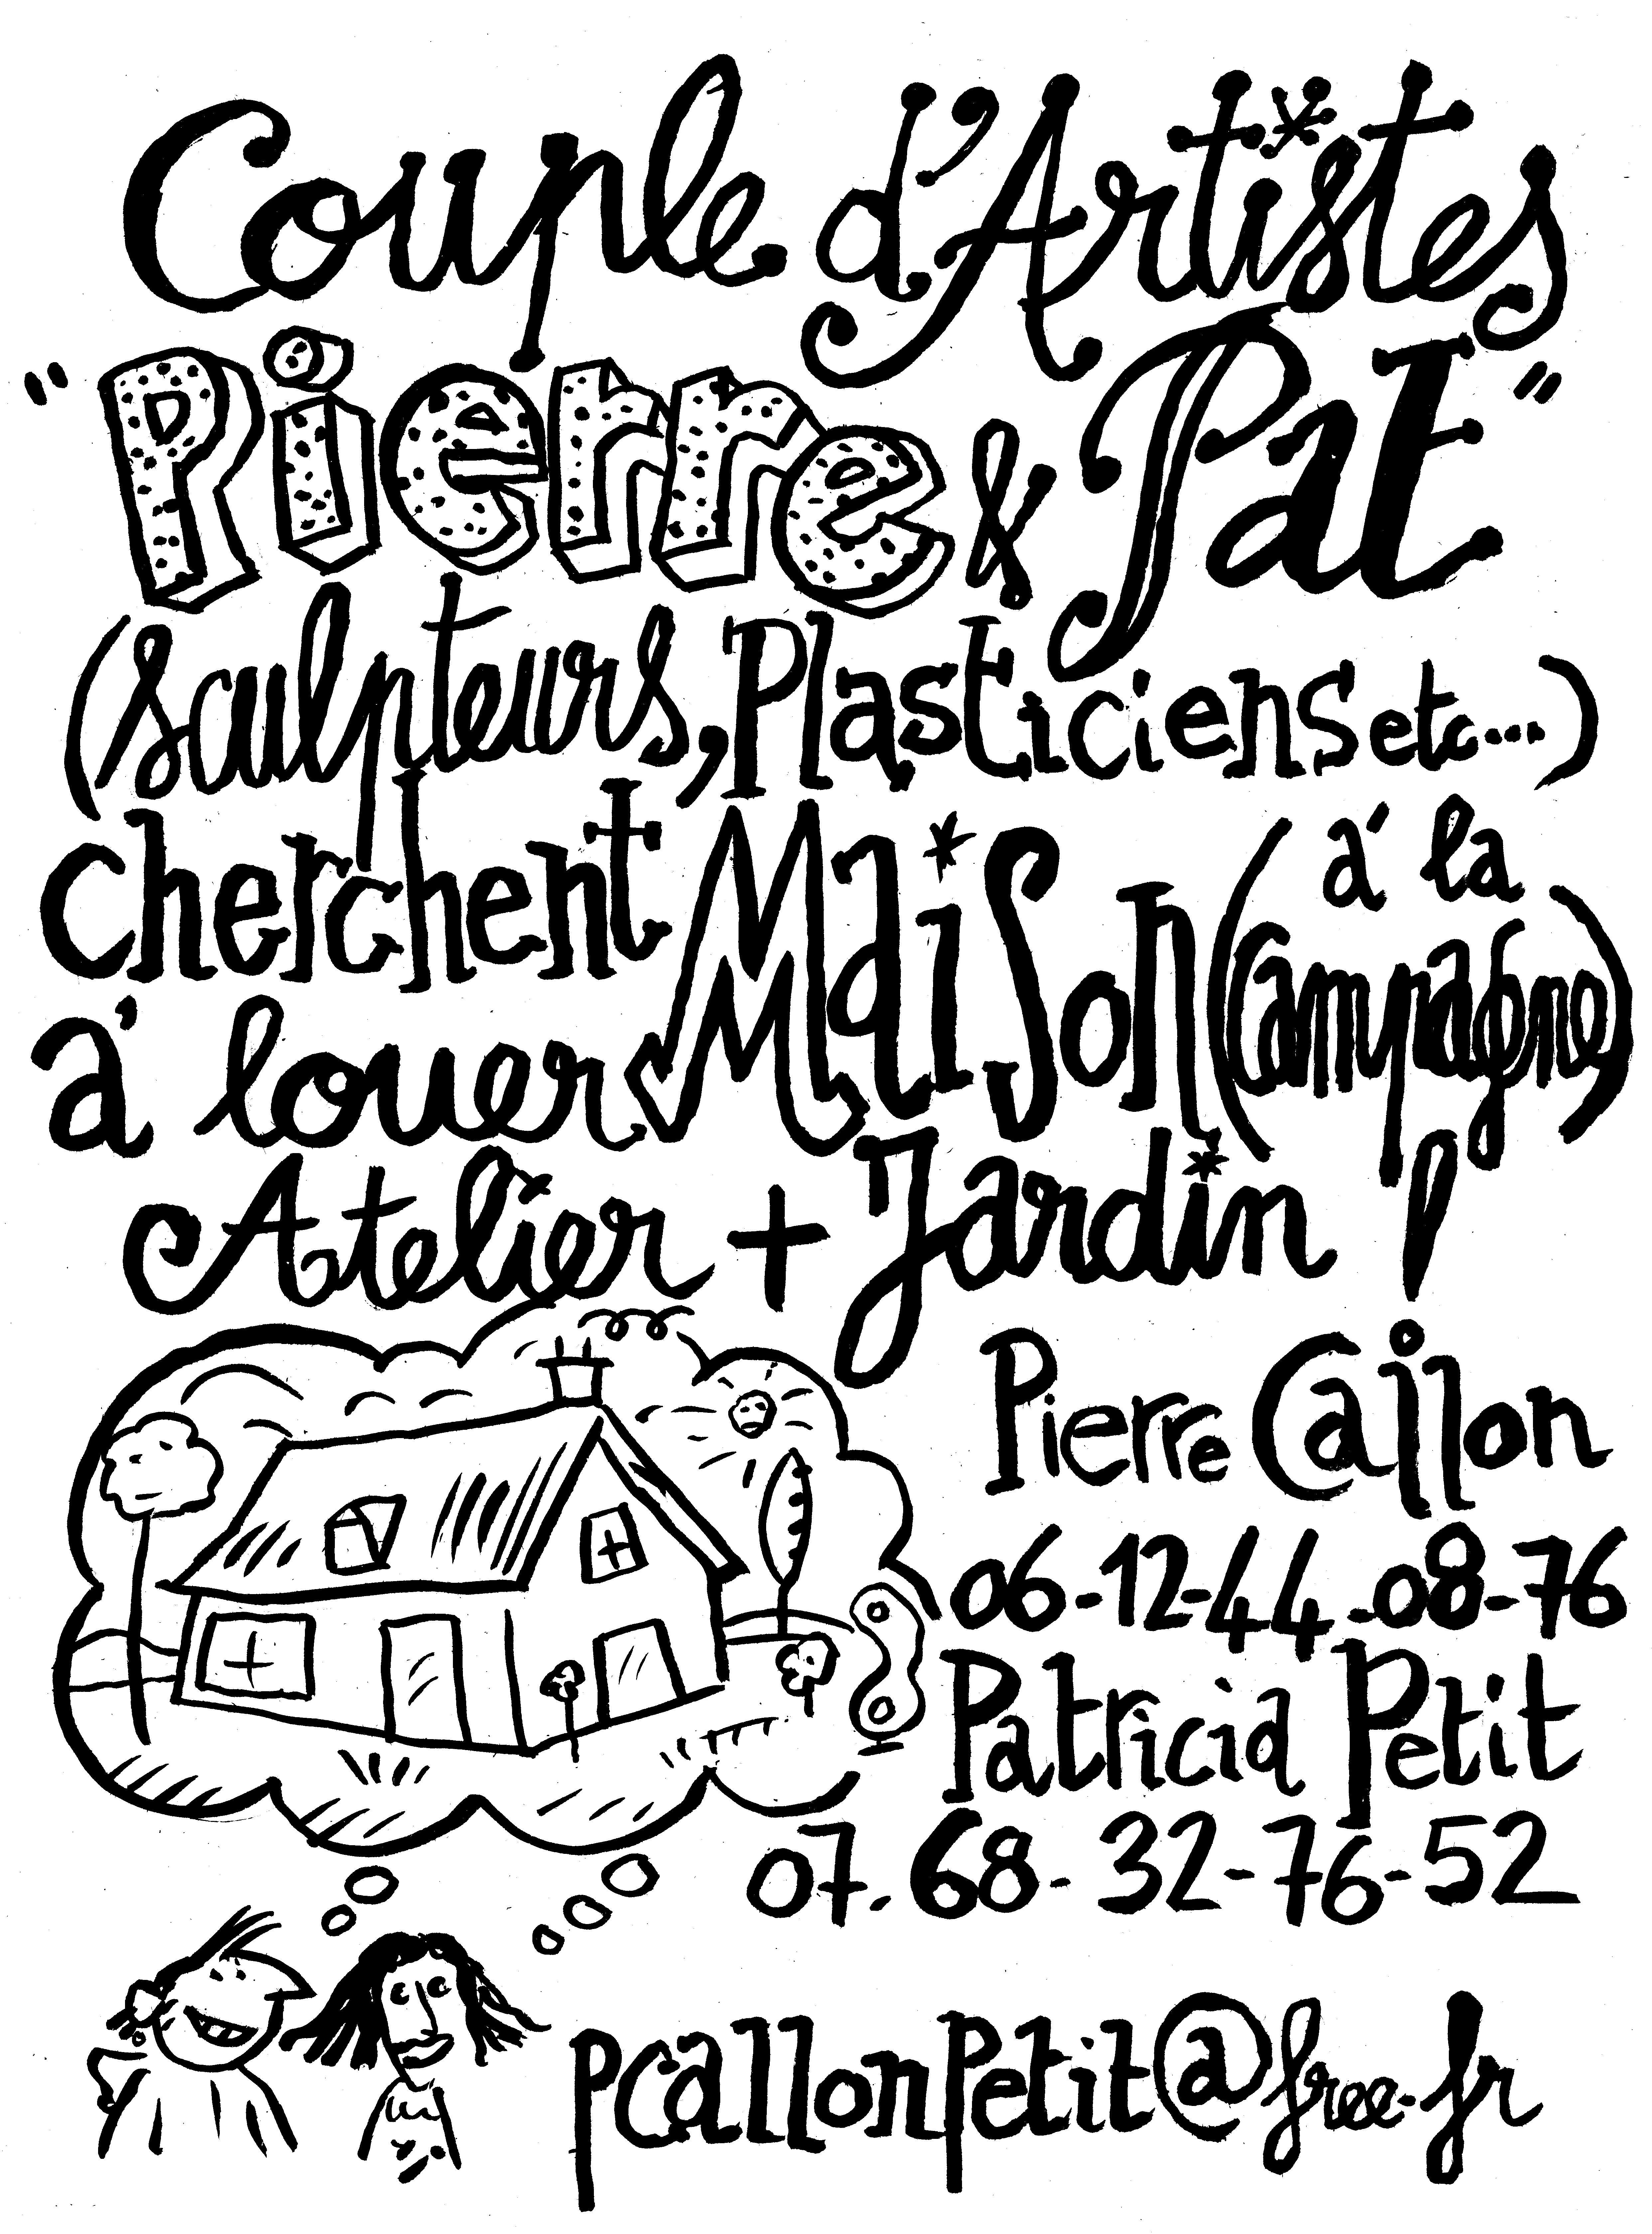 Couple d'Artistes
"Pierre & Pat"
(sculpteurs, Plasticiens etc...)
cherchent Maison (à la Campagne)
à louer
Atelier + Jardin !
Pierre Callon
06-12-44-08-76
Patricia Petit
07.68-32-76-52
pcallonpetit@free.fr